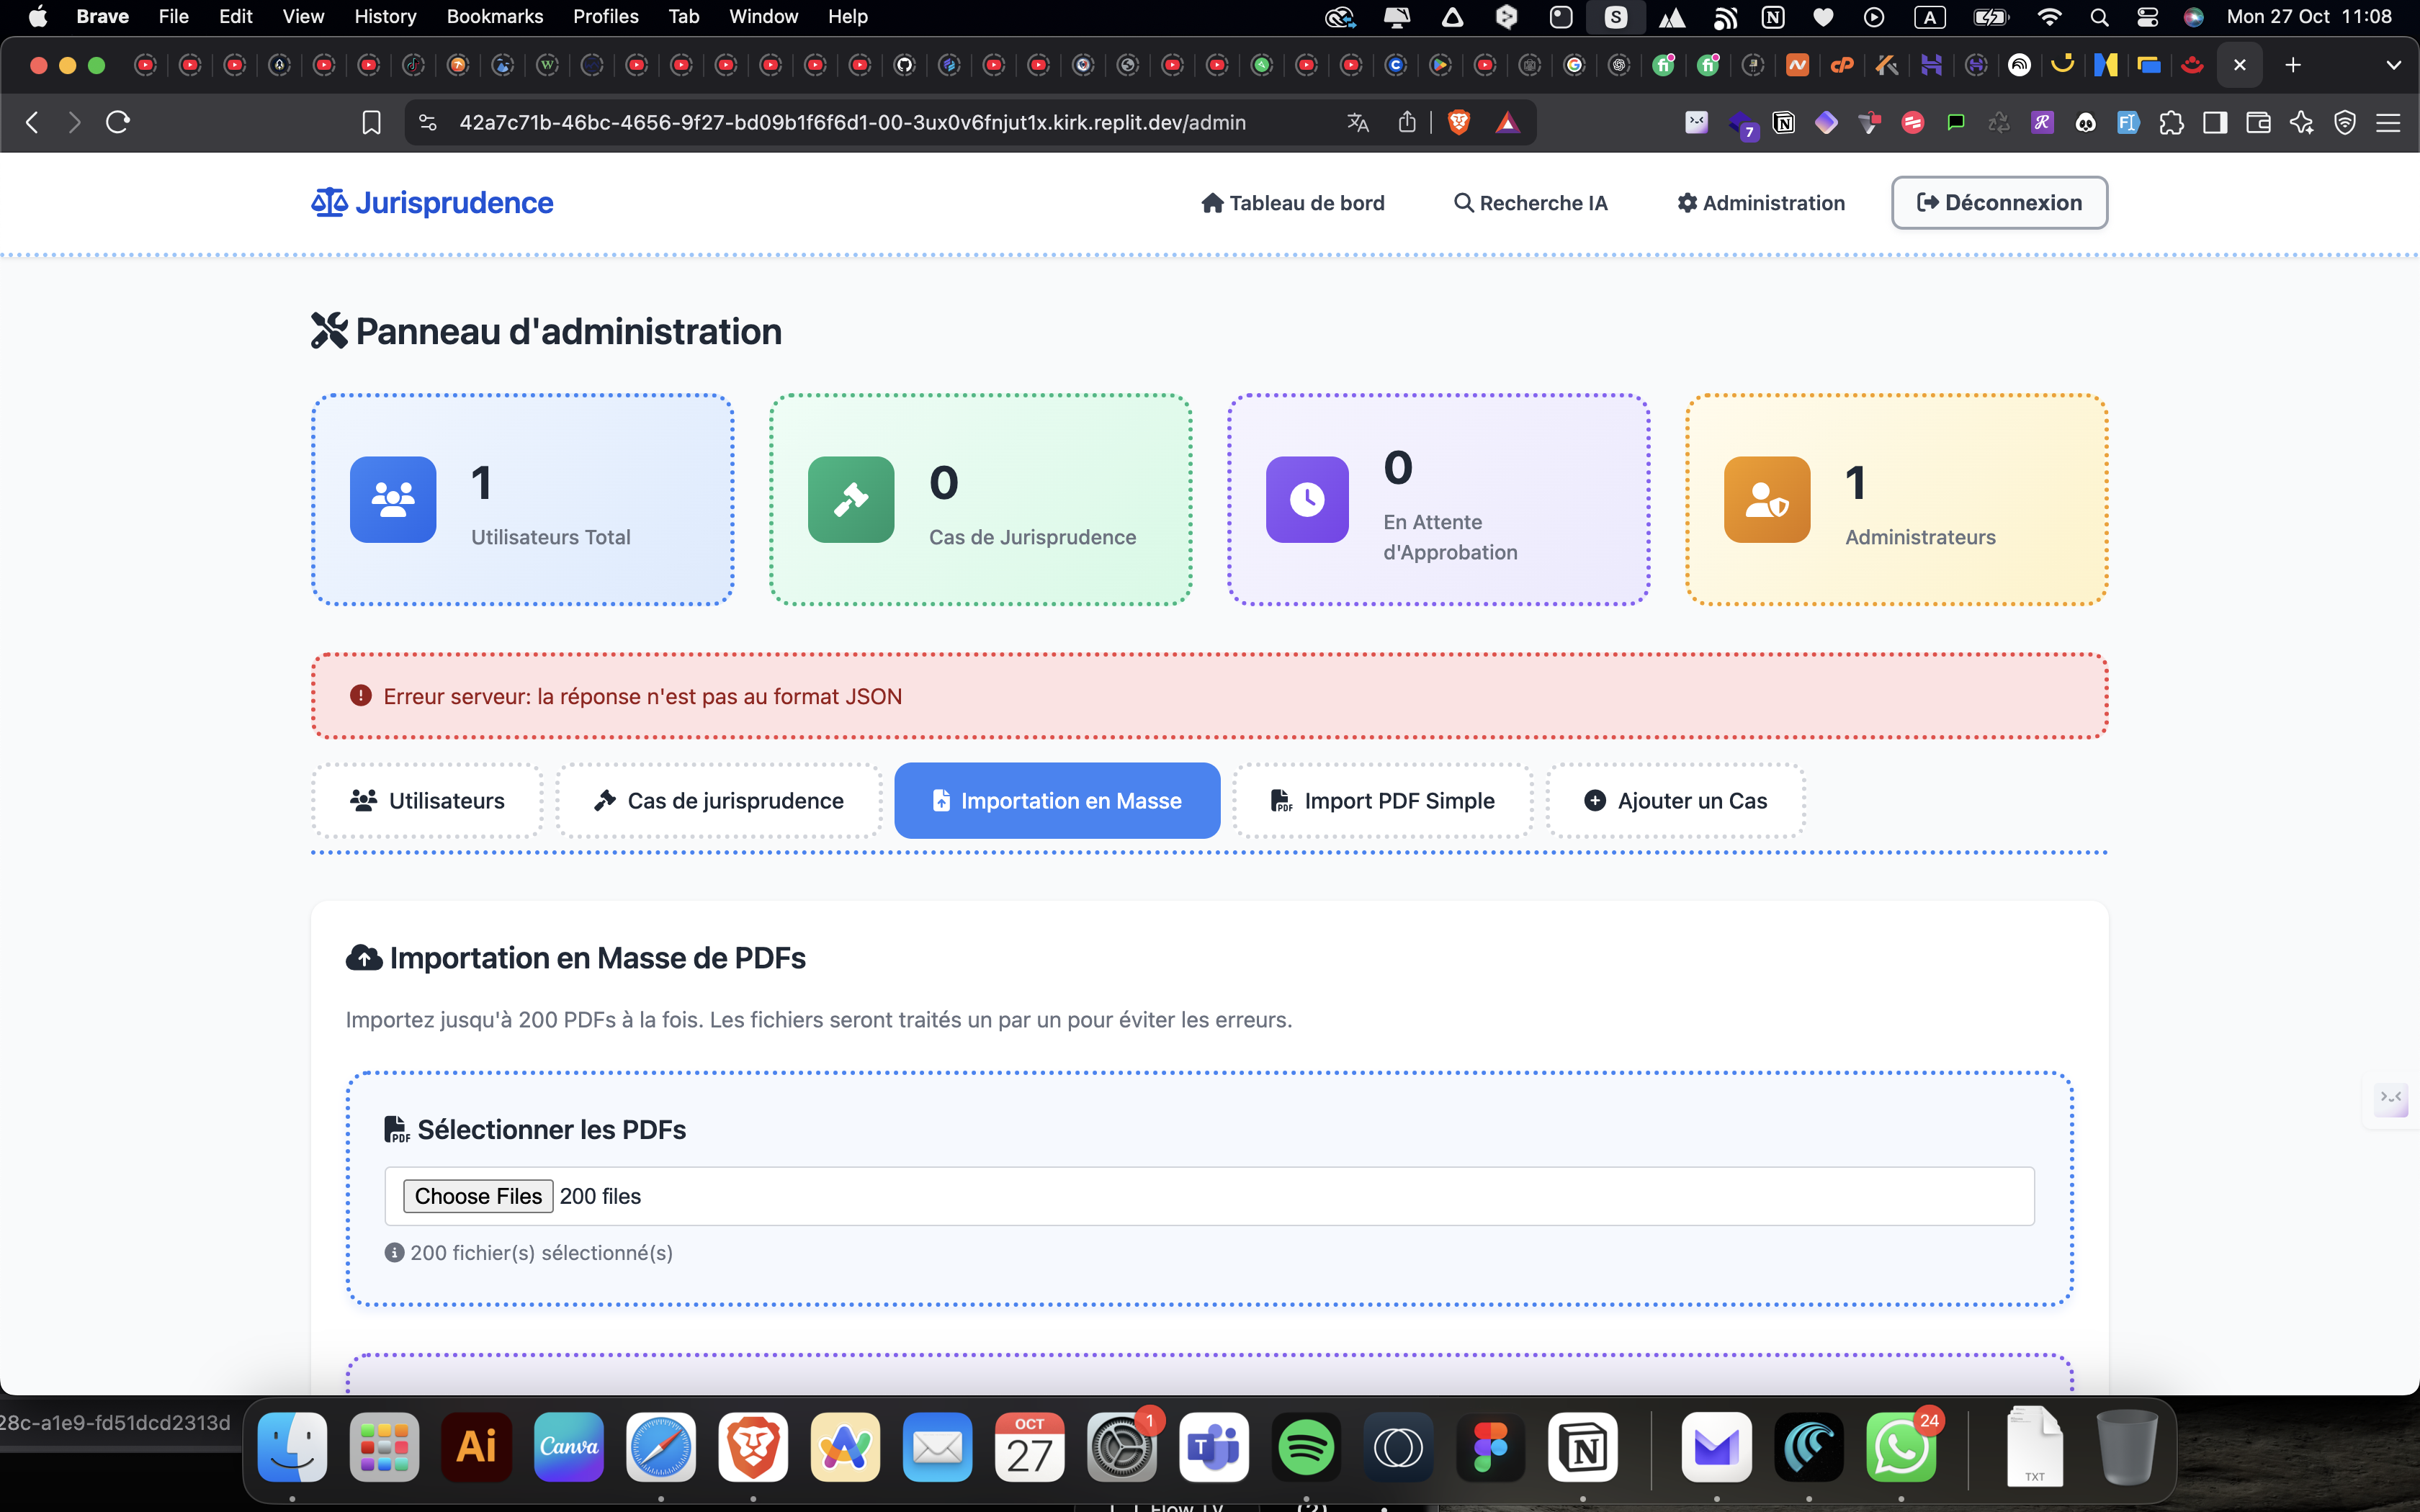 Brave File Edit View History Bookmarks Profiles Tab Window Help
Mon 27 Oct 11:08
42a7c71b-46bc-4656-9f27-bd09b1f6f6d1-00-3ux0v6fnjut1x.kirk.replit.dev/admin
7
Jurisprudence
Tableau de bord
Recherche IA
Administration
Déconnexion
Panneau d'administration
1
Utilisateurs Total
0
Cas de Jurisprudence
0
En Attente
d'Approbation
1
Administrateurs
Erreur serveur: la réponse n'est pas au format JSON
Utilisateurs
Cas de jurisprudence
Importation en Masse
PDF
Import PDF Simple
Ajouter un Cas
Importation en Masse de PDFs
Importez jusqu'à 200 PDFs à la fois. Les fichiers seront traités un par un pour éviter les erreurs.
PDF
Sélectionner les PDFs
Choose Files 200 files
200 fichier(s) sélectionné(s)
28c-a1e9-fd51dcd2313d
Ai
Canva
OCT
27
1
24
TXT